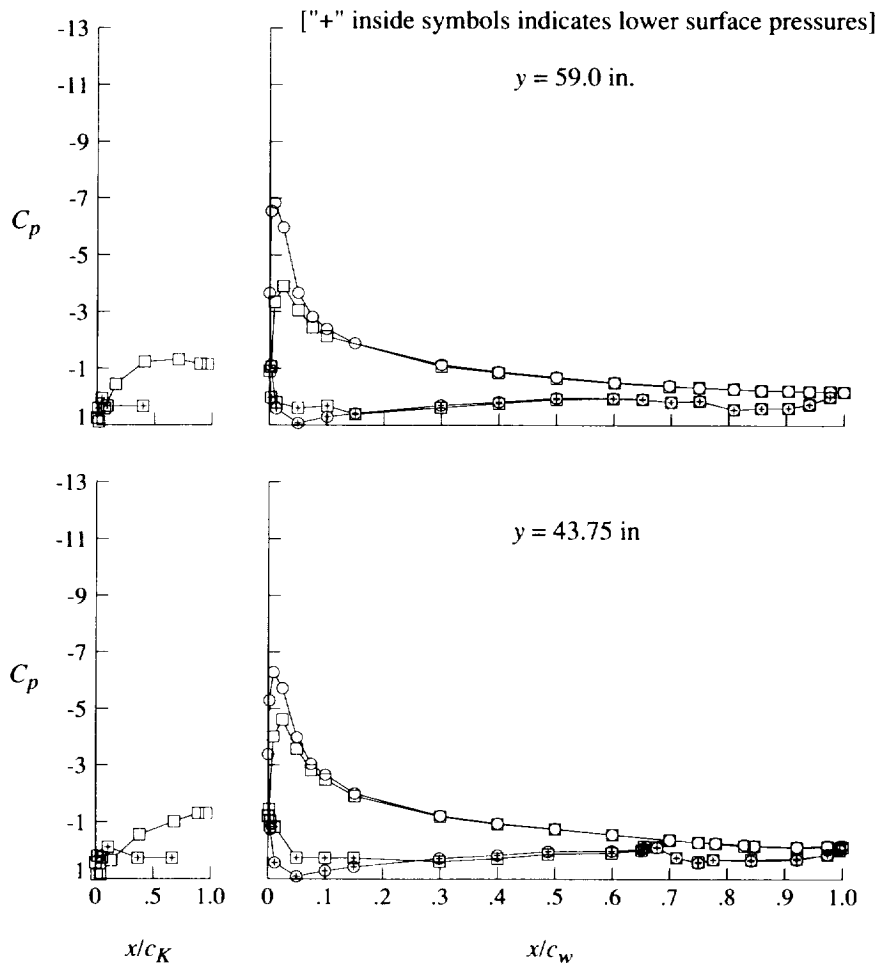 ["+" inside symbols indicates lower surface pressures]
y = 59.0 in.
-13
-11
-9
-7
-5
-3
-1
1
C_p
y = 43.75 in
-13
-11
-9
-7
-5
-3
-1
1
C_p
0 .5 1.0
x/c_K
0 .1 .2 .3 .4 .5 .6 .7 .8 .9 1.0
x/c_w